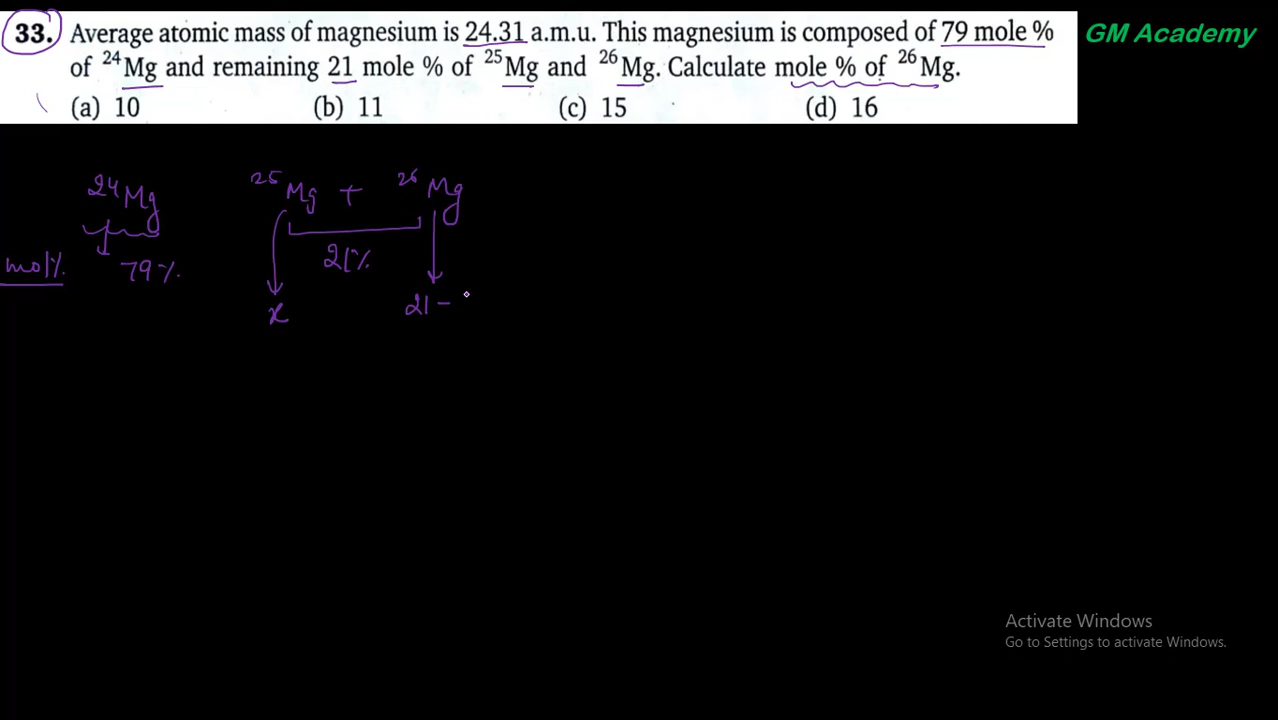 33. Average atomic mass of magnesium is 24.31 a.m.u. This magnesium is composed of 79 mole %
GM Academy
of ²⁴Mg and remaining 21 mole % of ²⁵Mg and ²⁶Mg. Calculate mole % of ²⁶Mg.
(a) 10 (b) 11 (c) 15 (d) 16
²⁴Mg ²⁵Mg + ²⁶Mg
mol% 79% 21%
x 21 -
Activate Windows
Go to Settings to activate Windows.